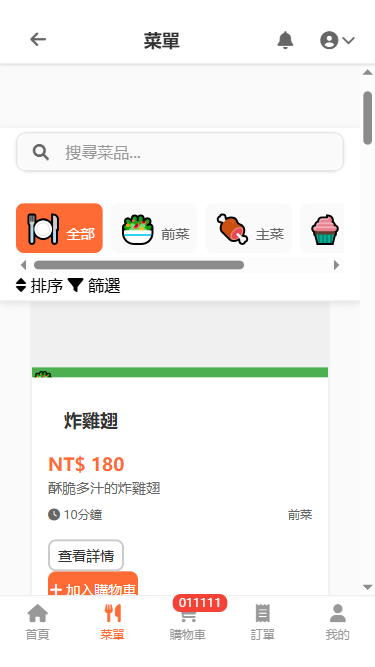 菜單
搜尋菜品...
全部 前菜 主菜
排序 篩選
炸雞翅
NT$ 180
酥脆多汁的炸雞翅
10分鐘 前菜
查看詳情
加入購物車
011111
首頁 菜單 購物車 訂單 我的